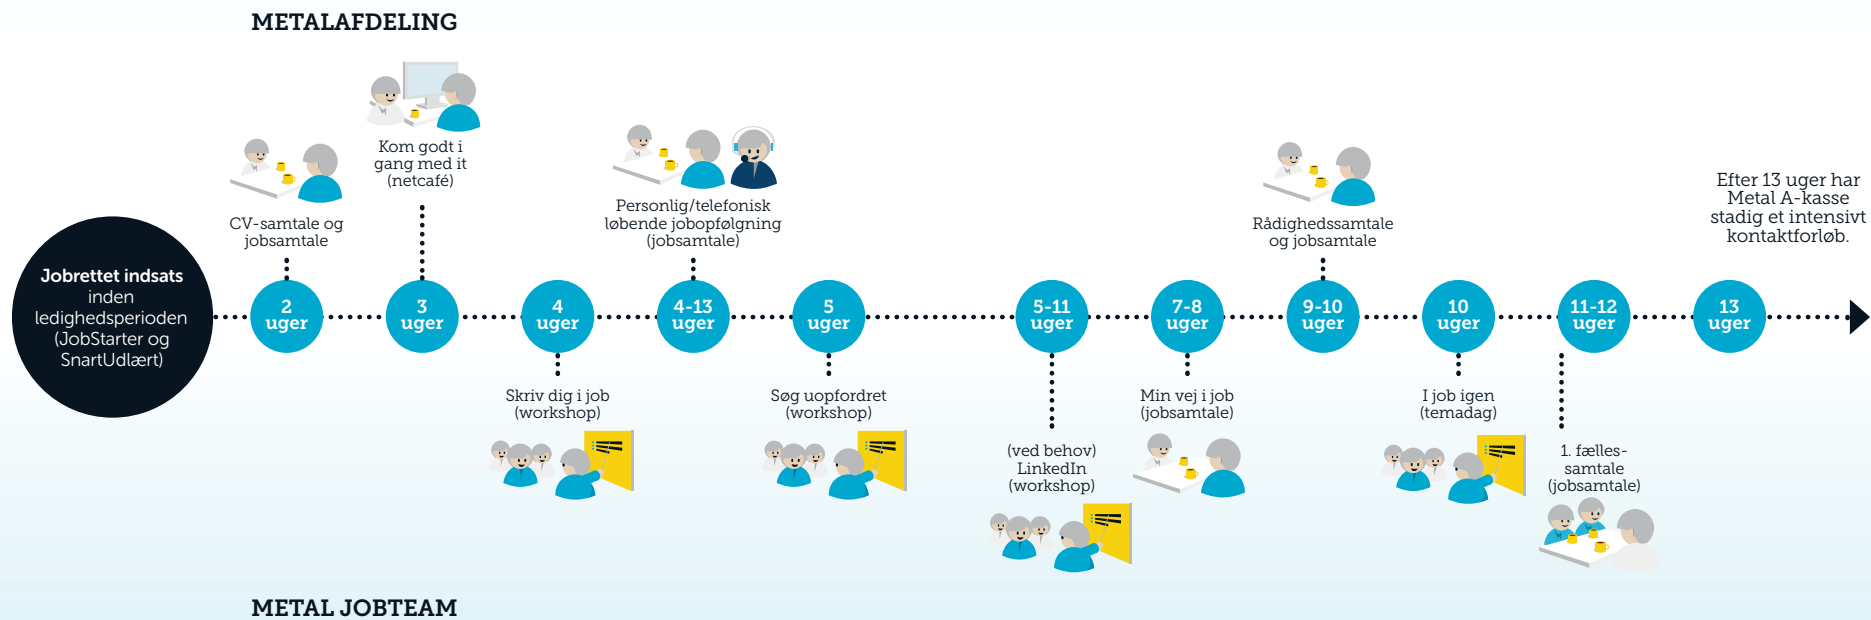 METALAFDELING
Kom godt i
gang med it
(netcafé)
CV-samtale og
jobsamtale
Personlig/telefonisk
løbende jobopfølgning
(jobsamtale)
Rådighedssamtale
og jobsamtale
Efter 13 uger har
Metal A-kasse
stadig et intensivt
kontaktforløb.
Jobrettet indsats
inden
ledighedsperioden
(JobStarter og
SnartUdlært)
2
uger
3
uger
4
uger
4-13
uger
5
uger
5-11
uger
7-8
uger
9-10
uger
10
uger
11-12
uger
13
uger
Skriv dig i job
(workshop)
Søg uopfordret
(workshop)
(ved behov)
LinkedIn
(workshop)
Min vej i job
(jobsamtale)
I job igen
(temadag)
1. fælles-
samtale
(jobsamtale)
METAL JOBTEAM